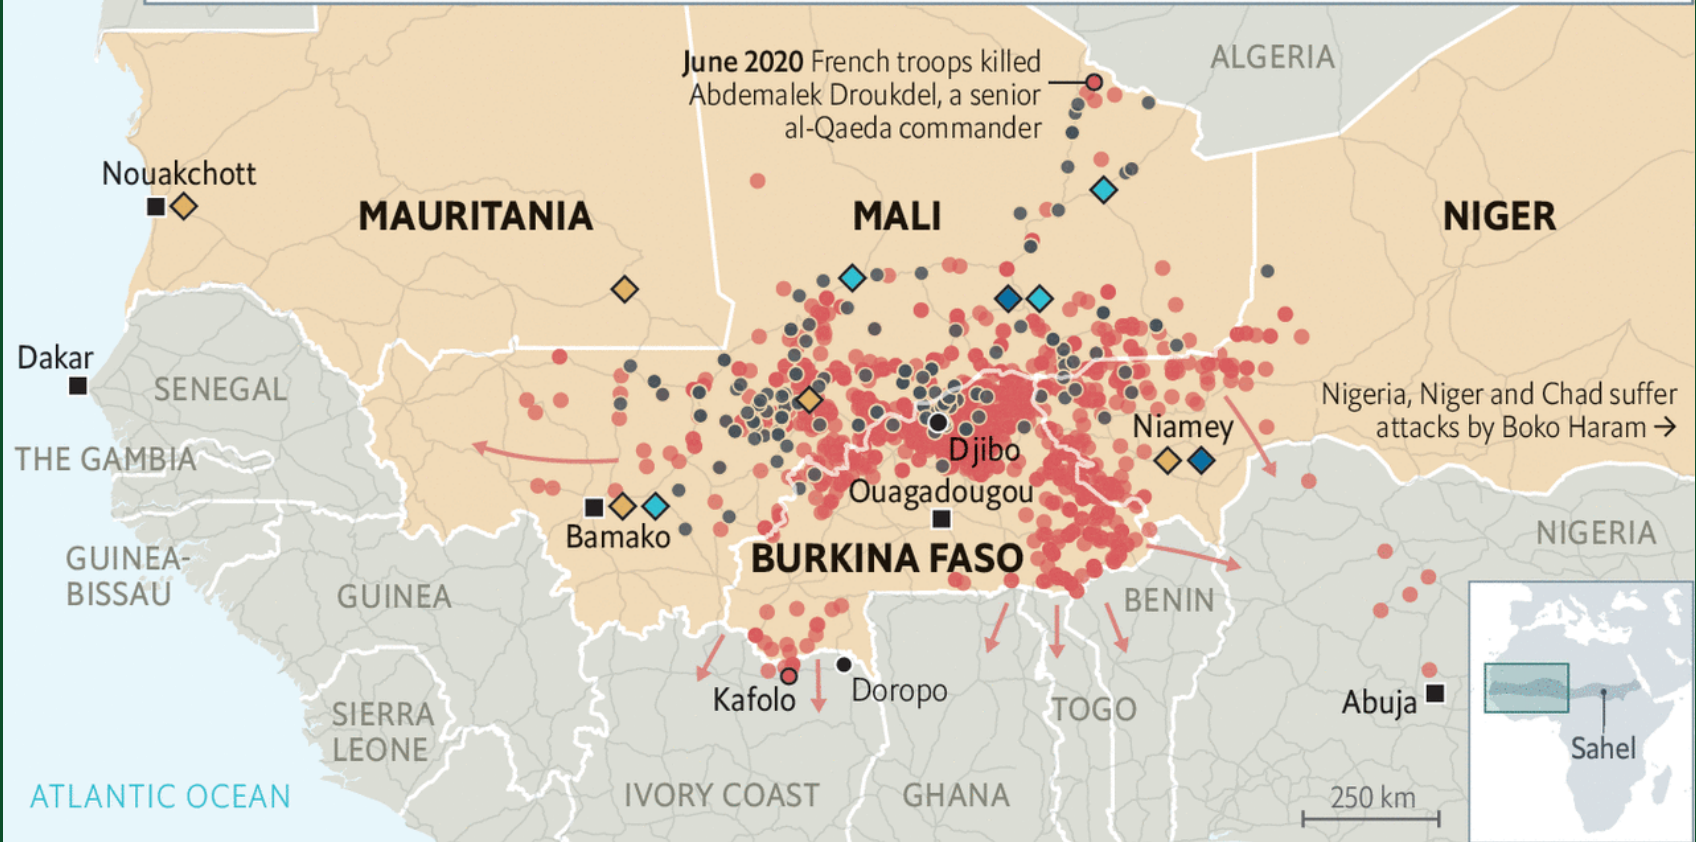 June 2020 French troops killed
Abdemalek Droukdel, a senior
al-Qaeda commander
ALGERIA
Nouakchott
MAURITANIA
MALI
NIGER
Dakar
SENEGAL
Nigeria, Niger and Chad suffer
attacks by Boko Haram →
Niamey
THE GAMBIA
Djibo
Ouagadougou
Bamako
BURKINA FASO
NIGERIA
GUINEA-
BISSAU
GUINEA
BENIN
Kafolo
Doropo
Abuja
SIERRA
LEONE
TOGO
Sahel
ATLANTIC OCEAN
IVORY COAST
GHANA
250 km